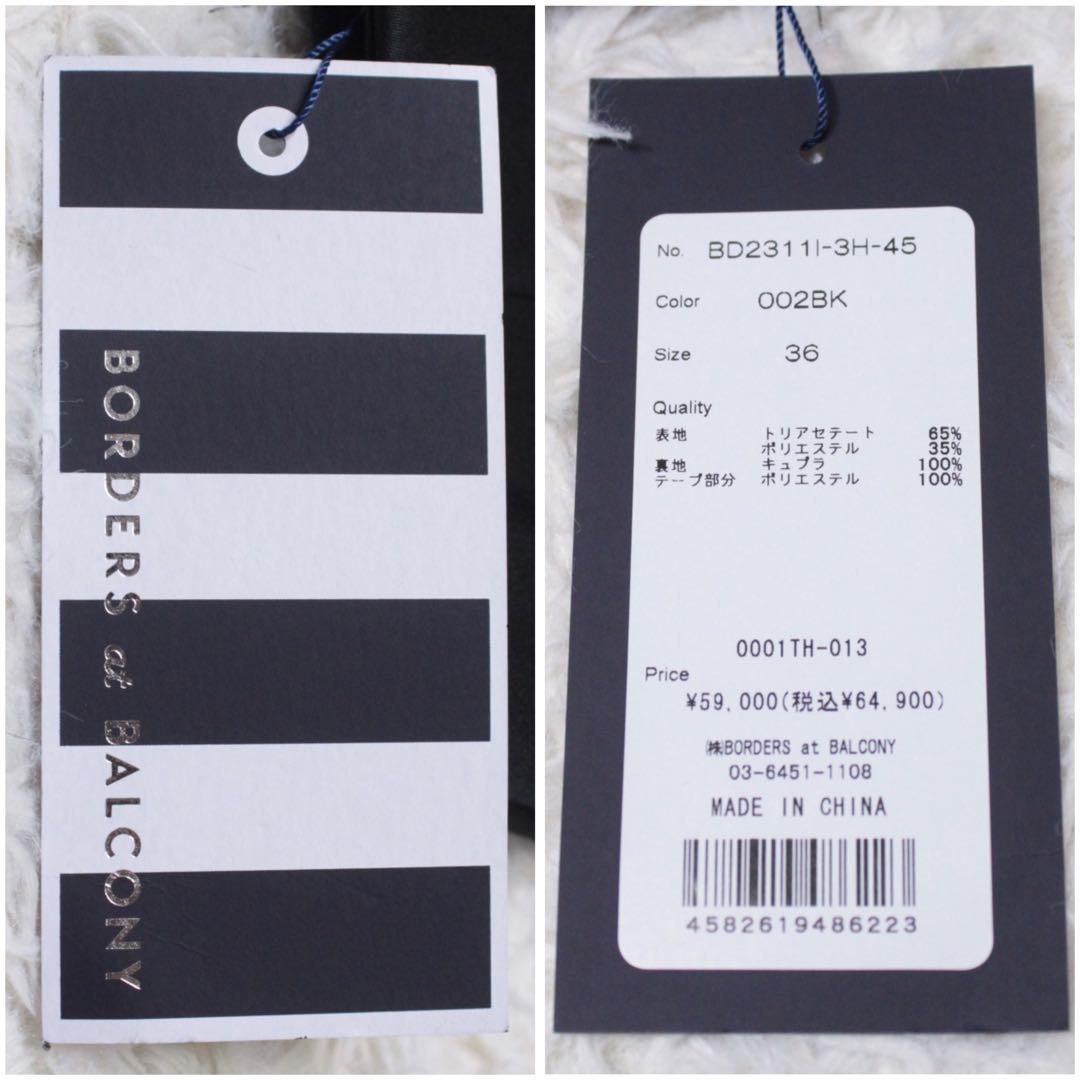 BORDERS at BALCONY
No. BD2311I-3H-45
Color 002BK
Size 36
Quality
表地 トリアセテート 65%
ポリエステル 35%
裏地 キュプラ 100%
テープ部分 ポリエステル 100%
0001TH-013
Price
¥59,000(税込¥64,900)
㈱BORDERS at BALCONY
03-6451-1108
MADE IN CHINA
4582619486223